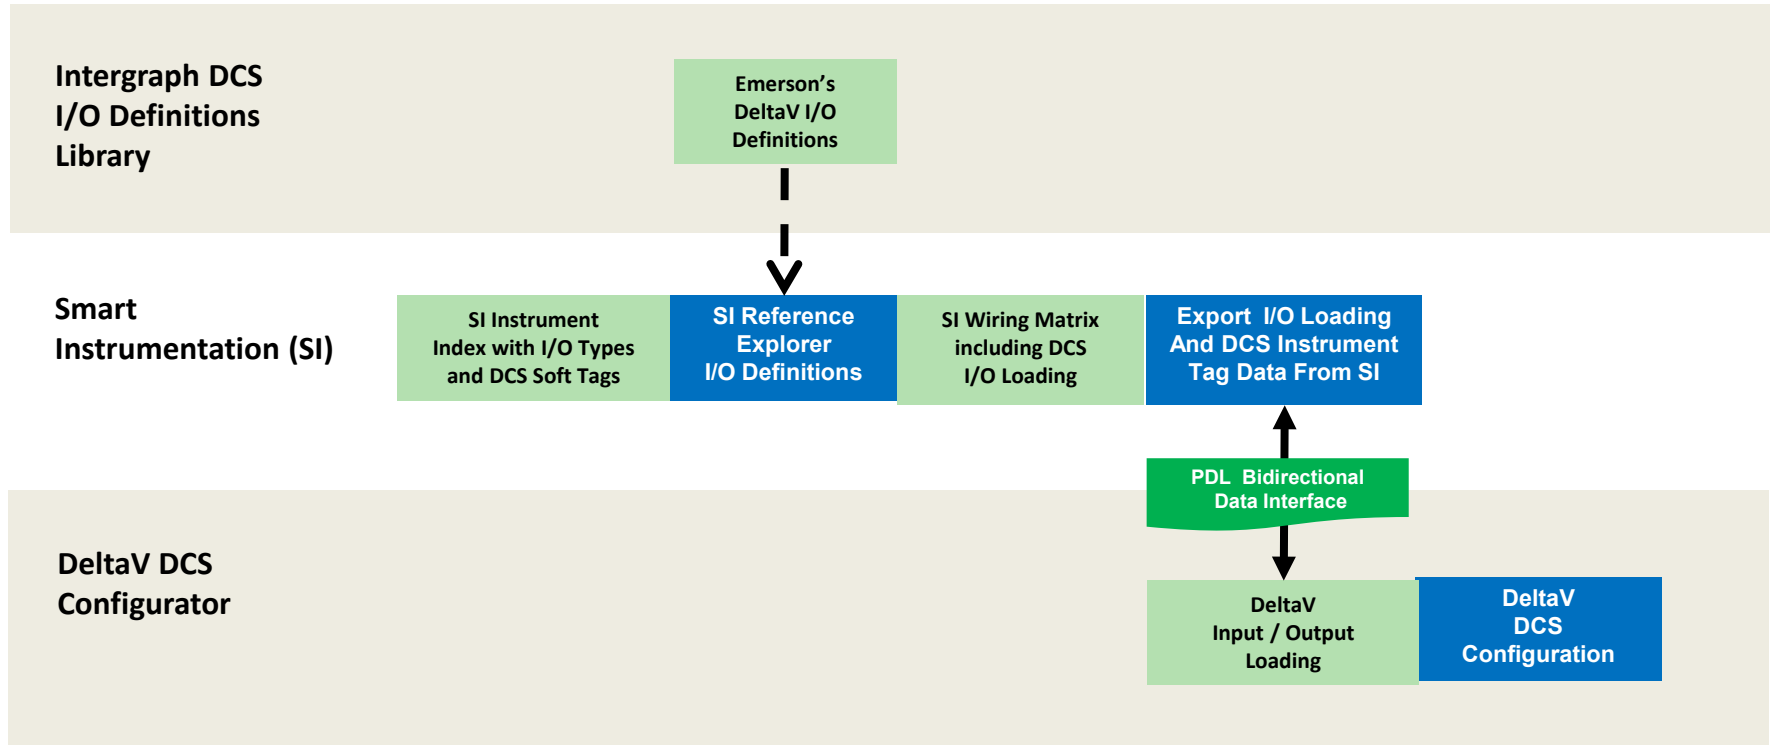 Intergraph DCS
I/O Definitions
Library
Emerson's
DeltaV I/O
Definitions
Smart
Instrumentation (SI)
SI Instrument
Index with I/O Types
and DCS Soft Tags
SI Reference
Explorer
I/O Definitions
SI Wiring Matrix
including DCS
I/O Loading
Export I/O Loading
And DCS Instrument
Tag Data From SI
PDL Bidirectional
Data Interface
DeltaV DCS
Configurator
DeltaV
Input / Output
Loading
DeltaV
DCS
Configuration